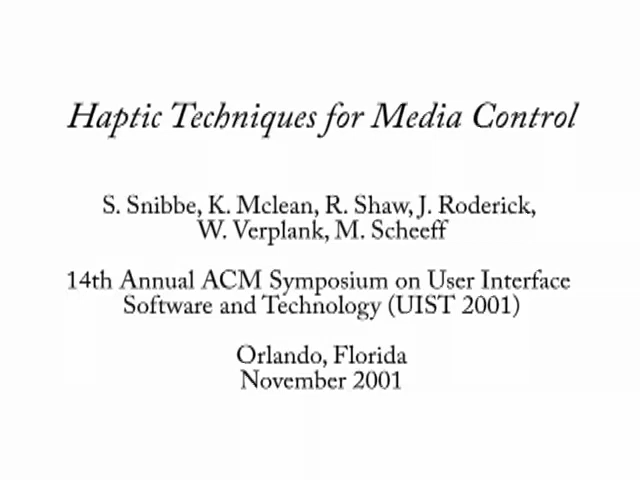 Haptic Techniques for Media Control
S. Snibbe, K. Mclean, R. Shaw, J. Roderick,
W. Verplank, M. Scheeff
14th Annual ACM Symposium on User Interface
Software and Technology (UIST 2001)
Orlando, Florida
November 2001